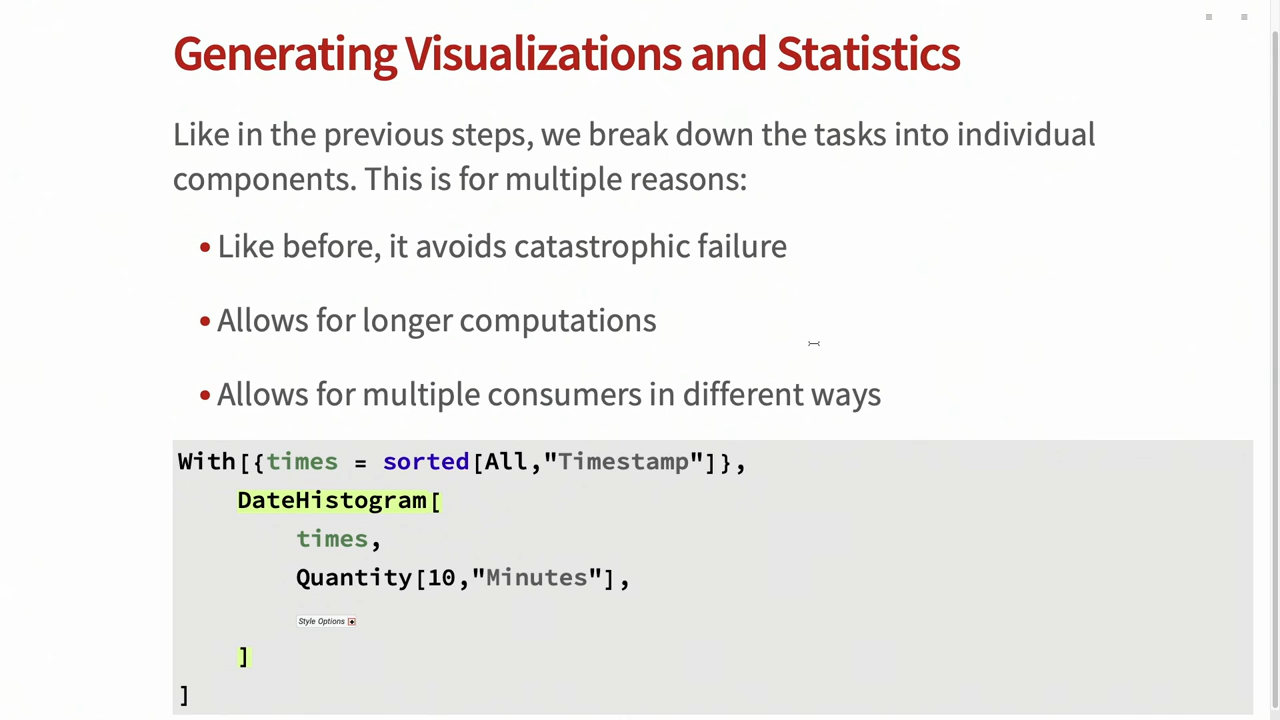 Generating Visualizations and Statistics
Like in the previous steps, we break down the tasks into individual
components. This is for multiple reasons:
• Like before, it avoids catastrophic failure
• Allows for longer computations
• Allows for multiple consumers in different ways
With[{times = sorted[All,"Timestamp"]},
DateHistogram[
times,
Quantity[10,"Minutes"],
Style Options
]
]